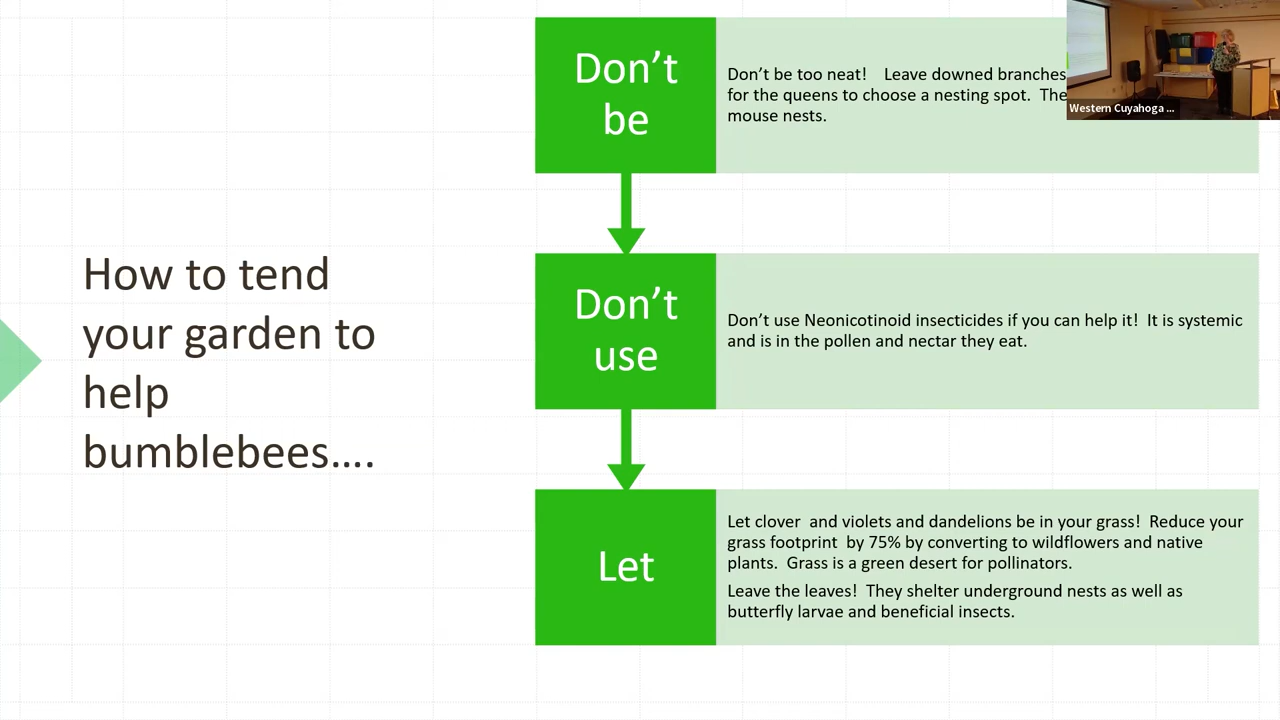 How to tend
your garden to
help
bumblebees….
Don’t
be
Don’t be too neat! Leave downed branches
for the queens to choose a nesting spot. The
mouse nests.
Don’t
use
Don’t use Neonicotinoid insecticides if you can help it! It is systemic
and is in the pollen and nectar they eat.
Let
Let clover and violets and dandelions be in your grass! Reduce your
grass footprint by 75% by converting to wildflowers and native
plants. Grass is a green desert for pollinators.
Leave the leaves! They shelter underground nests as well as
butterfly larvae and beneficial insects.
Western Cuyahoga ...